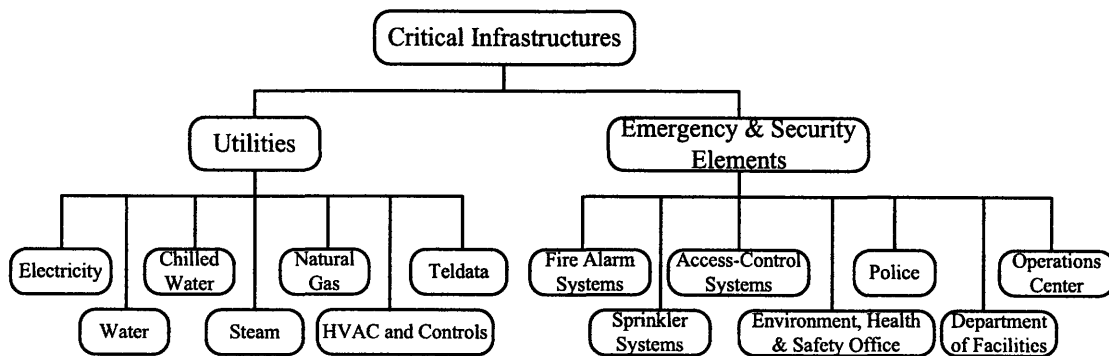 Critical Infrastructures
Utilities
Emergency & Security
Elements
Electricity
Chilled
Water
Natural
Gas
Teldata
Water
Steam
HVAC and Controls
Fire Alarm
Systems
Access-Control
Systems
Police
Operations
Center
Sprinkler
Systems
Environment, Health
& Safety Office
Department
of Facilities